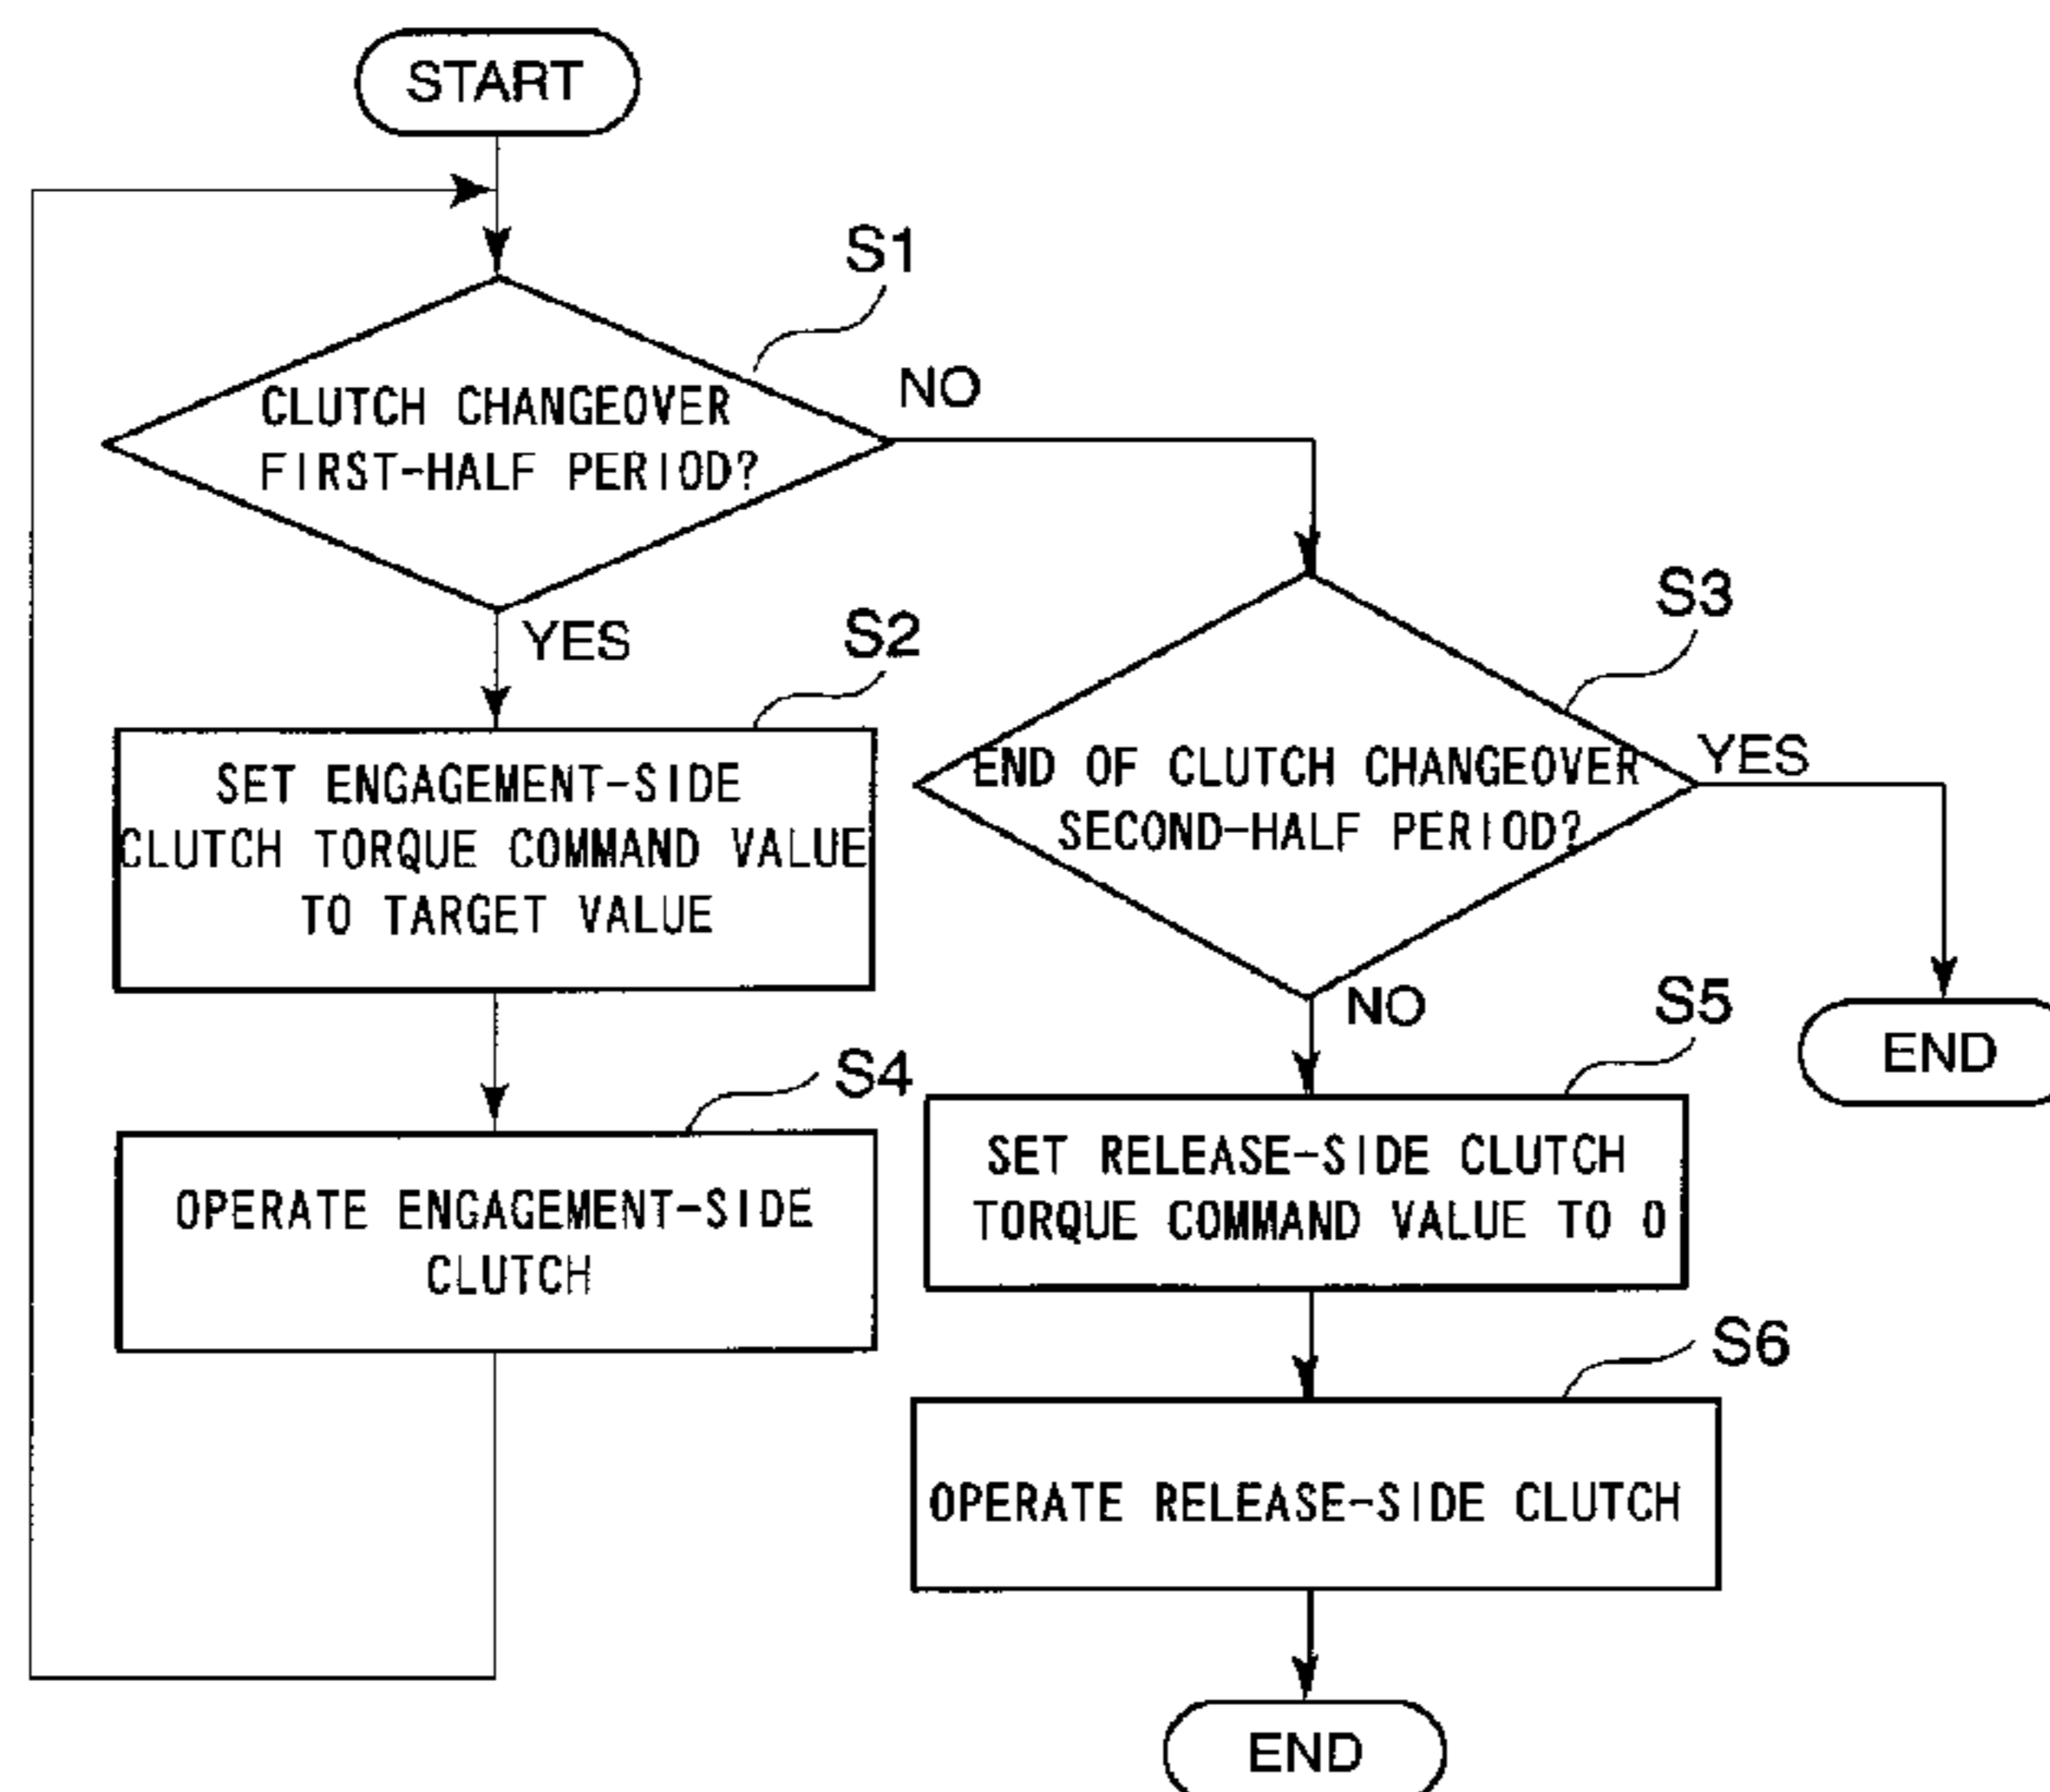 START
S1
CLUTCH CHANGEOVER
FIRST-HALF PERIOD?
NO
YES
S2
SET ENGAGEMENT-SIDE
CLUTCH TORQUE COMMAND VALUE
TO TARGET VALUE
S4
OPERATE ENGAGEMENT-SIDE
CLUTCH
S3
END OF CLUTCH CHANGEOVER
SECOND-HALF PERIOD?
YES
END
NO
S5
SET RELEASE-SIDE CLUTCH
TORQUE COMMAND VALUE TO 0
S6
OPERATE RELEASE-SIDE CLUTCH
END